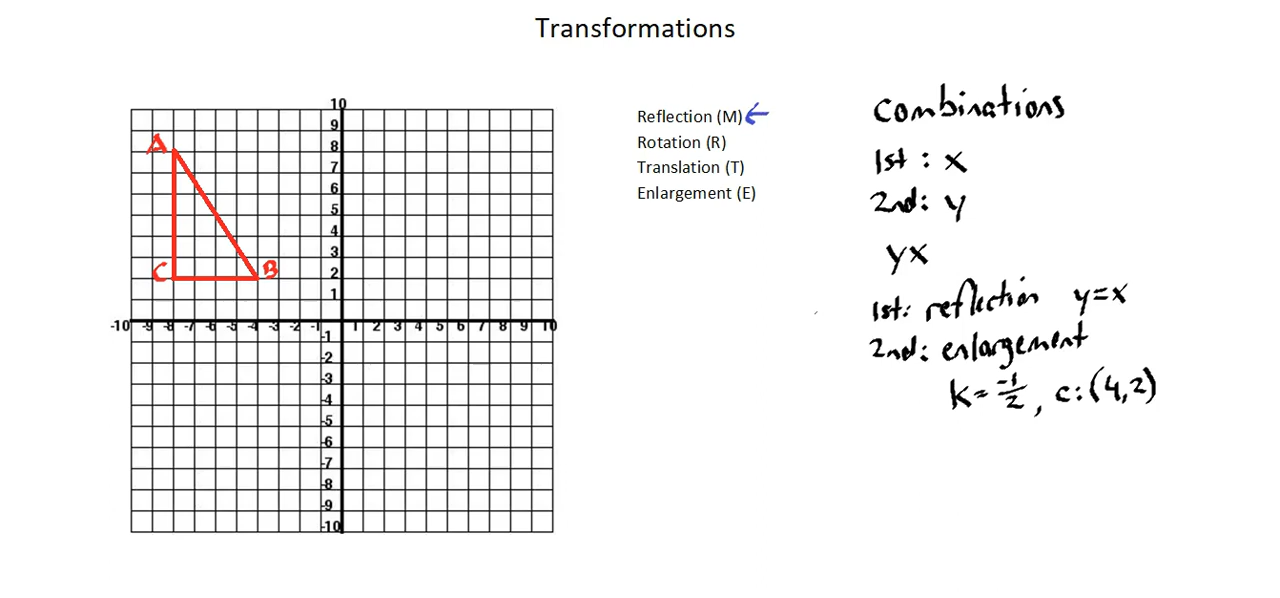 Transformations
10
9
8
7
6
5
4
3
2
1
A
C
B
-10 -9 -8 -7 -6 -5 -4 -3 -2 -1 1 2 3 4 5 6 7 8 9 10
-1
-2
-3
-4
-5
-6
-7
-8
-9
-10
Reflection (M)
Rotation (R)
Translation (T)
Enlargement (E)
Combinations
1st : x
2nd: y
yx
1st: reflection y=x
2nd: enlargement
k=-1/2, c:(4,2)